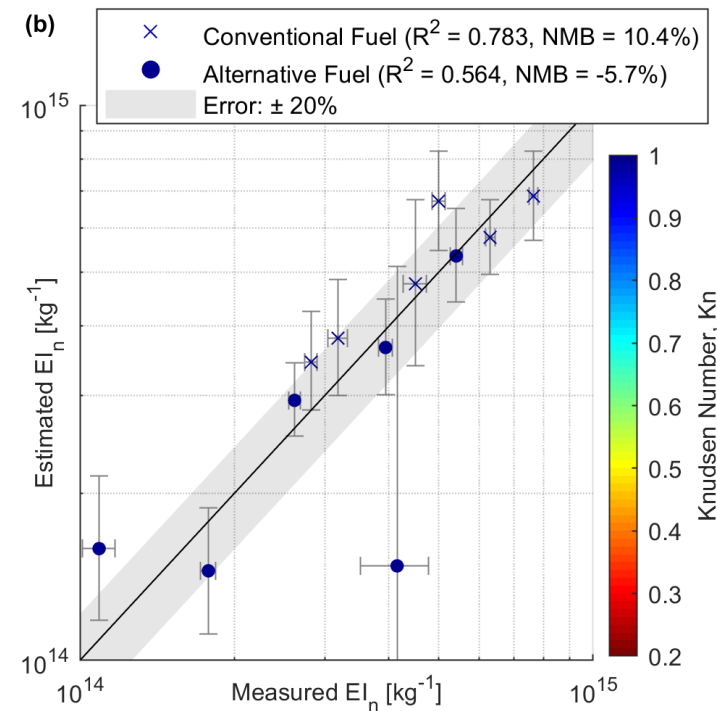 (b)
Conventional Fuel (R² = 0.783, NMB = 10.4%)
Alternative Fuel (R² = 0.564, NMB = -5.7%)
Error: ± 20%
10¹⁵
Estimated EIₙ [kg⁻¹]
10¹⁴
10¹⁴
Measured EIₙ [kg⁻¹]
10¹⁵
1
0.9
0.8
0.7
0.6
0.5
0.4
0.3
0.2
Knudsen Number, Kn